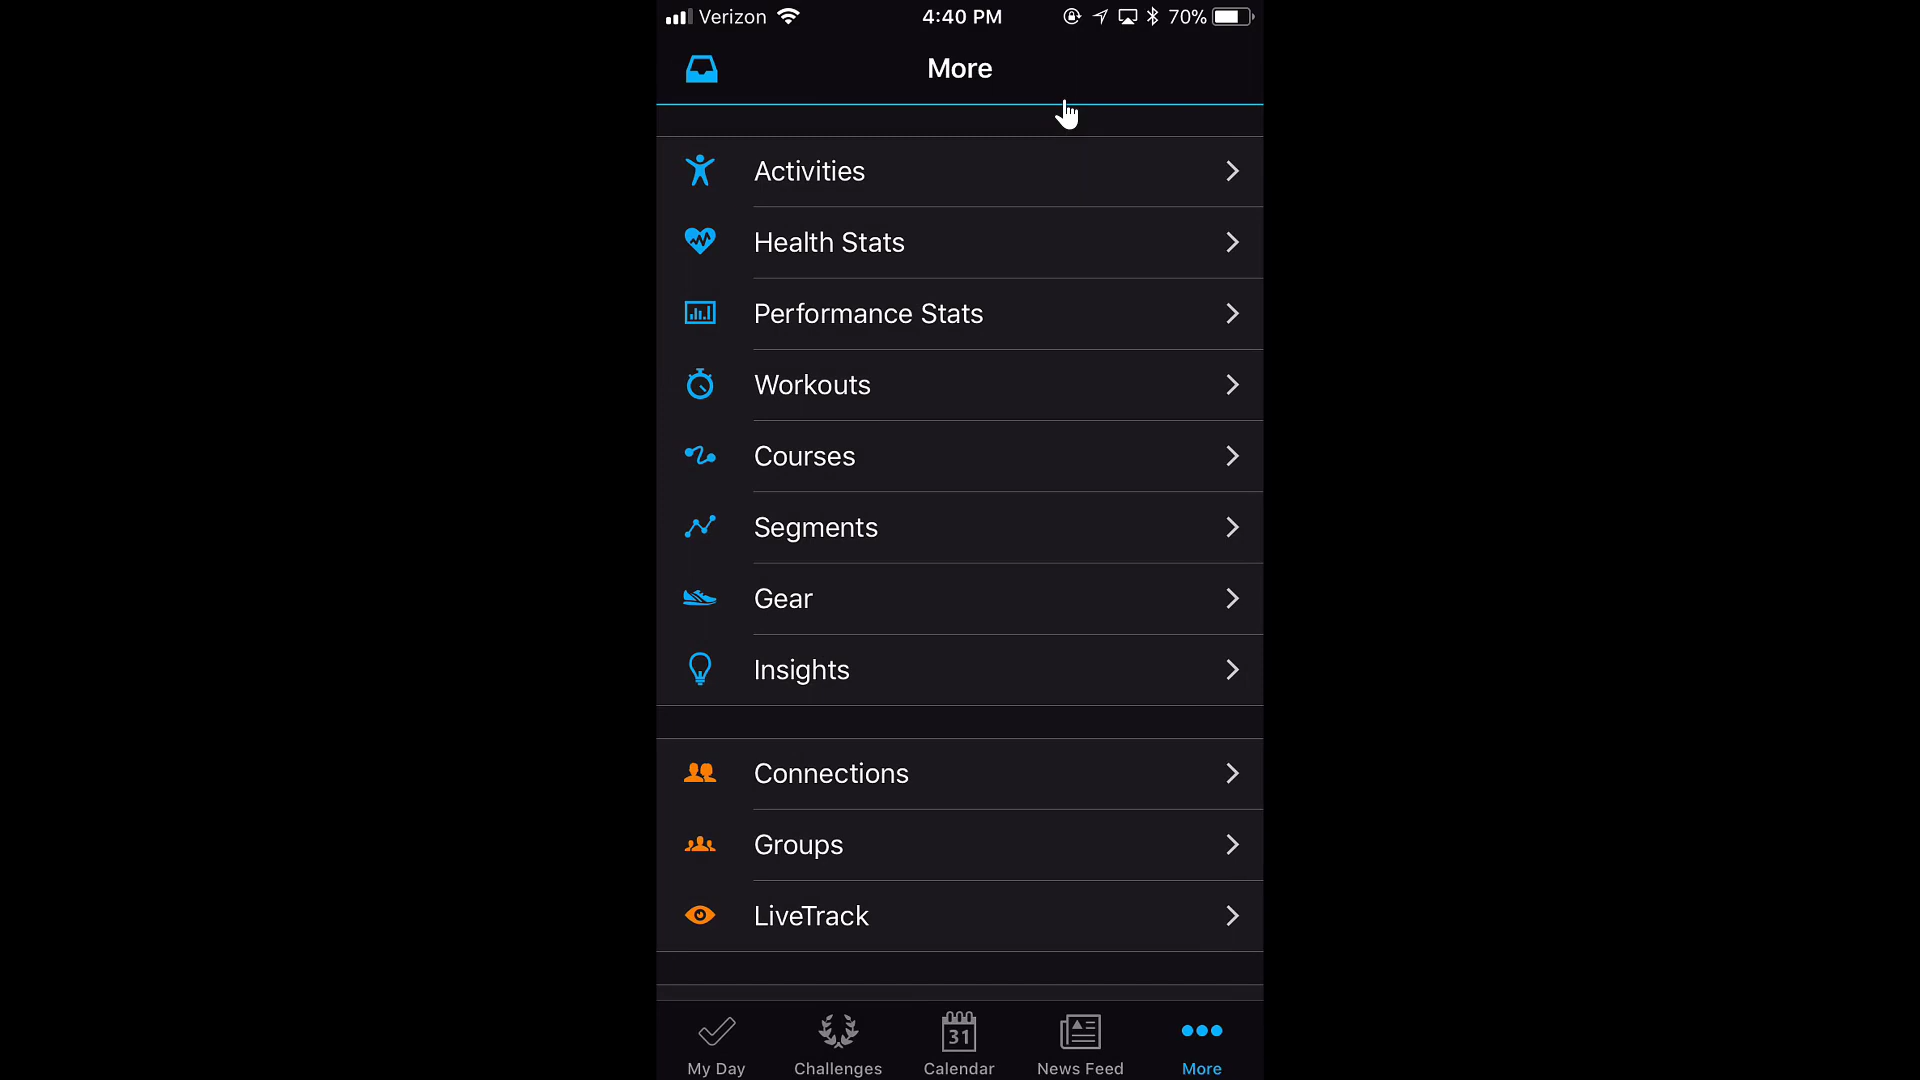 Verizon 4:40 PM 70%
More
Activities
Health Stats
Performance Stats
Workouts
Courses
Segments
Gear
Insights
Connections
Groups
LiveTrack
31
My Day Challenges Calendar News Feed More